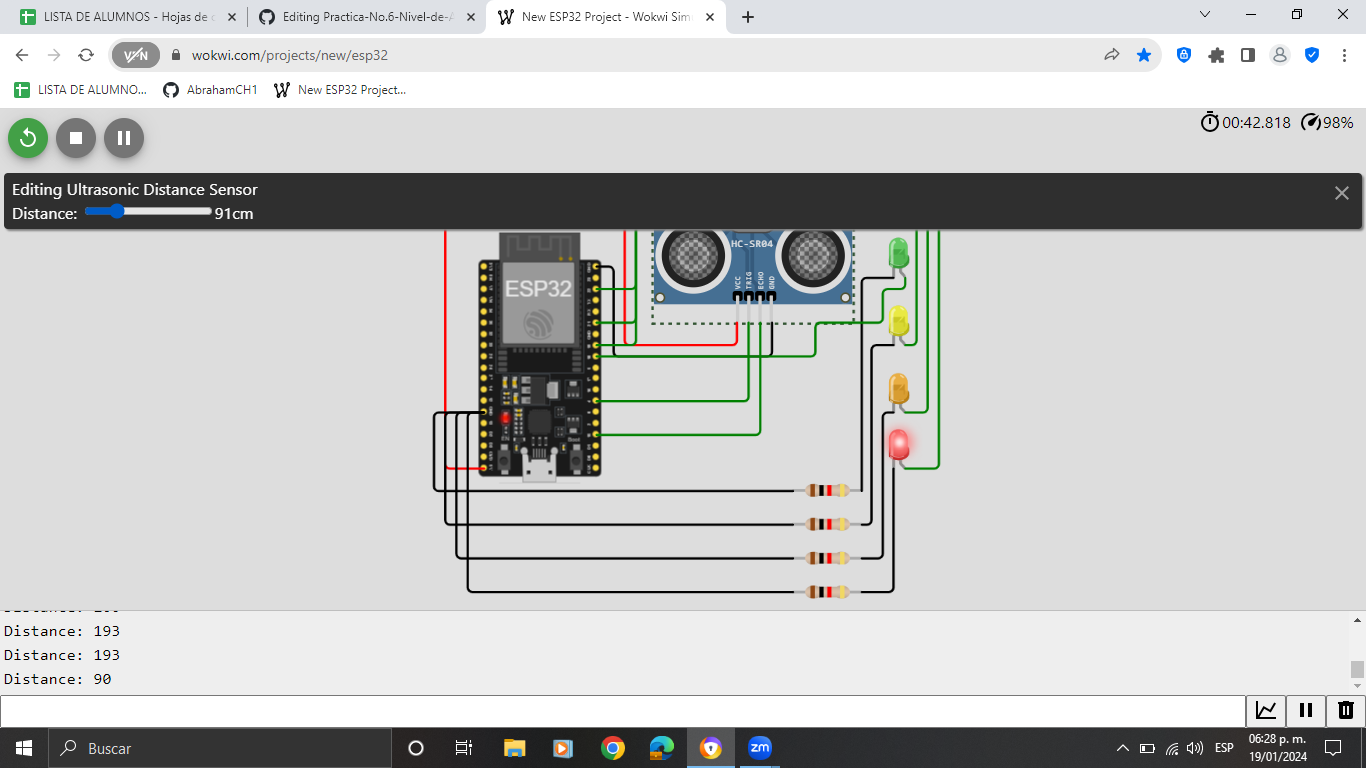 LISTA DE ALUMNOS - Hojas de c
Editing Practica-No.6-Nivel-de-A
New ESP32 Project - Wokwi Sim
VPN
wokwi.com/projects/new/esp32
LISTA DE ALUMNO...
AbrahamCH1
New ESP32 Project...
00:42.818
98%
Editing Ultrasonic Distance Sensor
Distance: 91cm
HC-SR04
VCC
TRIG
ECHO
GND
ESP32
Distance: 193
Distance: 193
Distance: 90
Buscar
zm
ESP
06:28 p. m.
19/01/2024